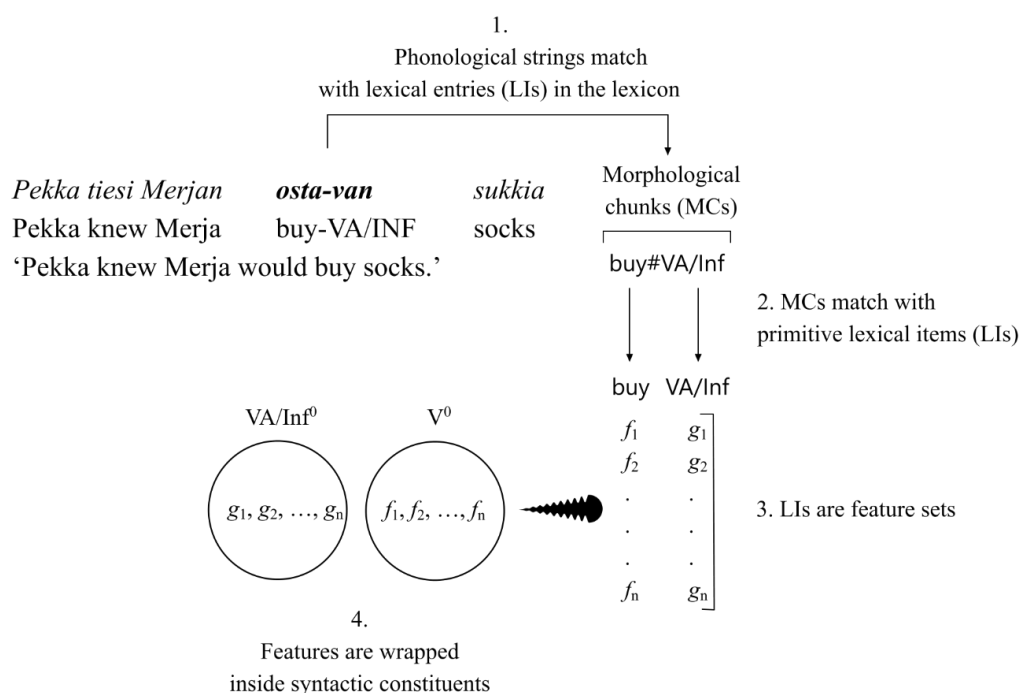 1.
Phonological strings match
with lexical entries (LIs) in the lexicon
Pekka tiesi Merjan osta-van sukkia
Pekka knew Merja buy-VA/INF socks
‘Pekka knew Merja would buy socks.’
Morphological
chunks (MCs)
buy#VA/Inf
2. MCs match with
primitive lexical items (LIs)
buy VA/Inf
f1 g1
f2 g2
. .
. .
. .
fn gn
3. LIs are feature sets
VA/Inf⁰ V⁰
g1, g2, …, gn f1, f2, …, fn
4.
Features are wrapped
inside syntactic constituents